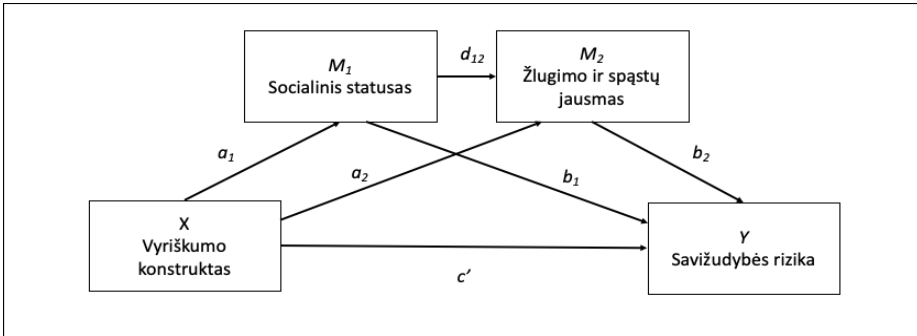 M1
Socialinis statusas
d12
M2
Žlugimo ir spąstų
jausmas
a1
a2
b1
b2
X
Vyriškumo
konstruktas
c’
Y
Savižudybės rizika